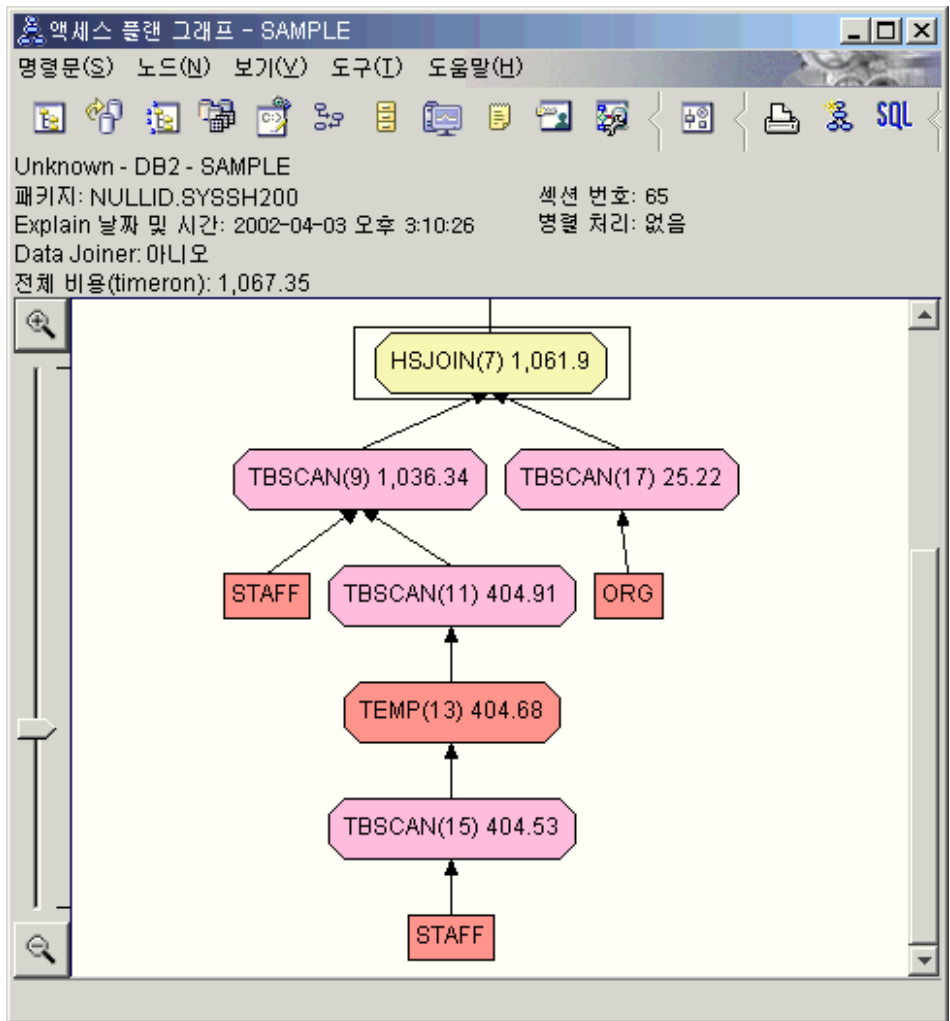 액세스 플랜 그래프 - SAMPLE
명령문(S) 노드(N) 보기(V) 도구(T) 도움말(H)
SQL
Unknown - DB2 - SAMPLE
패키지: NULLID.SYSSH200 섹션 번호: 65
Explain 날짜 및 시간: 2002-04-03 오후 3:10:26 병렬 처리: 없음
Data Joiner: 아니오
전체 비용(timeron): 1,067.35
HSJOIN(7) 1,061.9
TBSCAN(9) 1,036.34 TBSCAN(17) 25.22
STAFF TBSCAN(11) 404.91 ORG
TEMP(13) 404.68
TBSCAN(15) 404.53
STAFF